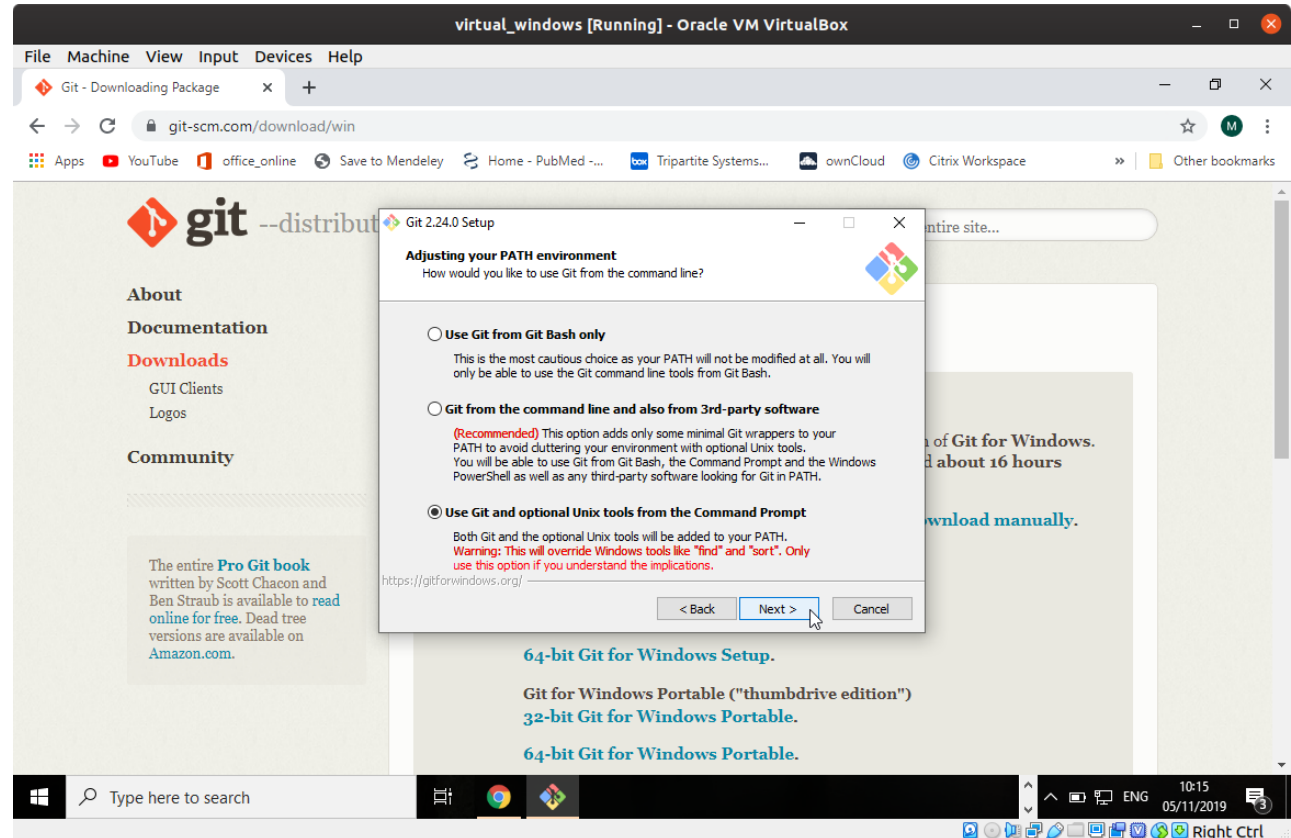 virtual_windows [Running] - Oracle VM VirtualBox
File Machine View Input Devices Help
Git - Downloading Package
git-scm.com/download/win
M
Apps YouTube office_online Save to Mendeley Home - PubMed -... box Tripartite Systems... ownCloud Citrix Workspace » Other bookmarks
git --distribut
ntire site...
About
Documentation
Downloads
GUI Clients
Logos
Community
The entire Pro Git book
written by Scott Chacon and
Ben Straub is available to read
online for free. Dead tree
versions are available on
Amazon.com.
Git 2.24.0 Setup
Adjusting your PATH environment
How would you like to use Git from the command line?
Use Git from Git Bash only
This is the most cautious choice as your PATH will not be modified at all. You will
only be able to use the Git command line tools from Git Bash.
Git from the command line and also from 3rd-party software
(Recommended) This option adds only some minimal Git wrappers to your
PATH to avoid cluttering your environment with optional Unix tools.
You will be able to use Git from Git Bash, the Command Prompt and the Windows
PowerShell as well as any third-party software looking for Git in PATH.
Use Git and optional Unix tools from the Command Prompt
Both Git and the optional Unix tools will be added to your PATH.
Warning: This will override Windows tools like "find" and "sort". Only
use this option if you understand the implications.
https://gitforwindows.org/
< Back Next > Cancel
n of Git for Windows.
d about 16 hours
wnload manually.
64-bit Git for Windows Setup.
Git for Windows Portable ("thumbdrive edition")
32-bit Git for Windows Portable.
64-bit Git for Windows Portable.
Type here to search
ENG
10:15
05/11/2019
3
Right Ctrl